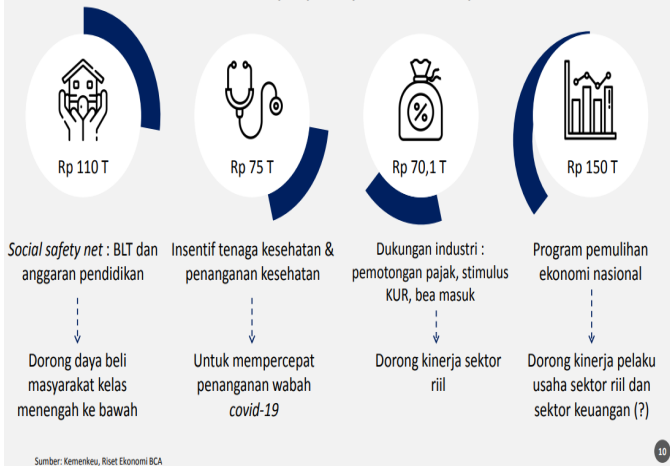 Rp 110 T
Rp 75 T
Rp 70,1 T
Rp 150 T
Social safety net : BLT dan
anggaran pendidikan
Insentif tenaga kesehatan &
penanganan kesehatan
Dukungan industri :
pemotongan pajak, stimulus
KUR, bea masuk
Program pemulihan
ekonomi nasional
Dorong daya beli
masyarakat kelas
menengah ke bawah
Untuk mempercepat
penanganan wabah
covid-19
Dorong kinerja sektor
riil
Dorong kinerja pelaku
usaha sektor riil dan
sektor keuangan (?)
Sumber: Kemenkeu, Riset Ekonomi BCA
10